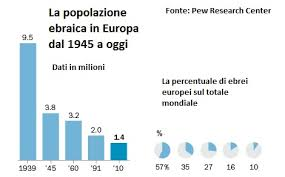 La popolazione
ebraica in Europa
dal 1945 a oggi
Dati in milioni
Fonte: Pew Research Center
9.5
3.8
3.2
2.0
1.4
1939 '45 '60 '91 '10
La percentuale di ebrei
europei sul totale
mondiale
%
57% 35 27 16 10